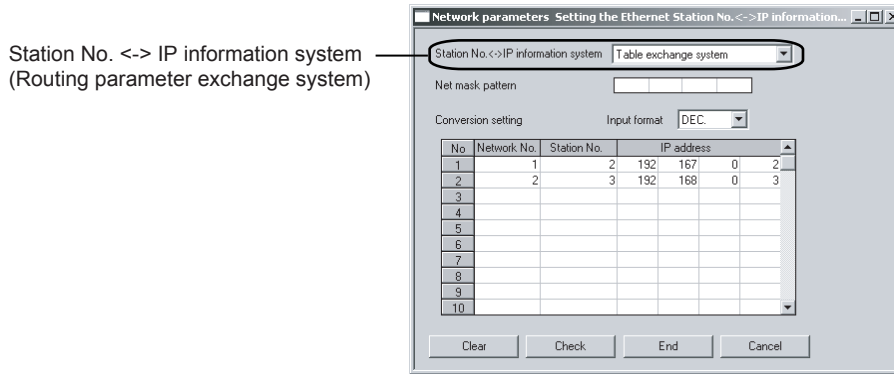 Network parameters Setting the Ethernet Station No.<->IP information...
Station No. <-> IP information system
(Routing parameter exchange system)
Station No.<->IP information system Table exchange system
Net mask pattern
Conversion setting Input format DEC.
No Network No. Station No. IP address
1 1 2 192 167 0 2
2 2 3 192 168 0 3
3
4
5
6
7
8
9
10
Clear Check End Cancel